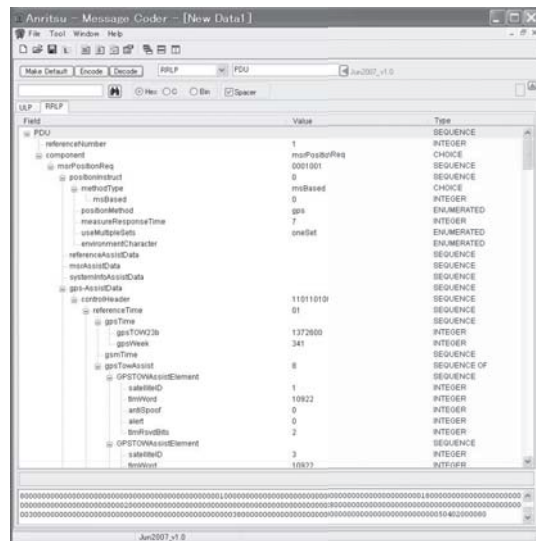 Anritsu - Message Coder - [New Data1]
File Tool Window Help
Make Default Encode Decode RRLP PDU Jun2007_v1.0
Hex C G Bin Spacer
ULP RRLP
Field Value Type
PDU SEQUENCE
referenceNumber 1 INTEGER
component msrPositionReq CHOICE
msrPositionReq 0001001 SEQUENCE
positionInstruct 0 SEQUENCE
methodType msBased CHOICE
msBased 0 INTEGER
positionMethod gps ENUMERATED
measureResponseTime 7 INTEGER
useMultipleSets oneSet ENUMERATED
environmentCharacter ENUMERATED
referenceAssistData SEQUENCE
msrAssistData SEQUENCE
systemInfoAssistData SEQUENCE
gps-AssistData SEQUENCE
controlHeader 1101101 SEQUENCE
referenceTime 01 SEQUENCE
gpsTime SEQUENCE
gpsTOW23b 1372600 INTEGER
gpsWeek 341 INTEGER
gsmTime SEQUENCE
gpsTowAssist 8 SEQUENCE OF
GPSTOWAssistElement SEQUENCE
satelliteID 1 INTEGER
tlmWord 10922 INTEGER
antiSpoof 0 INTEGER
alert 0 INTEGER
tlmRsvdBits 2 INTEGER
GPSTOWAssistElement SEQUENCE
satelliteID 3 INTEGER
tlmWord 10922 INTEGER
Jun2007_v1.0